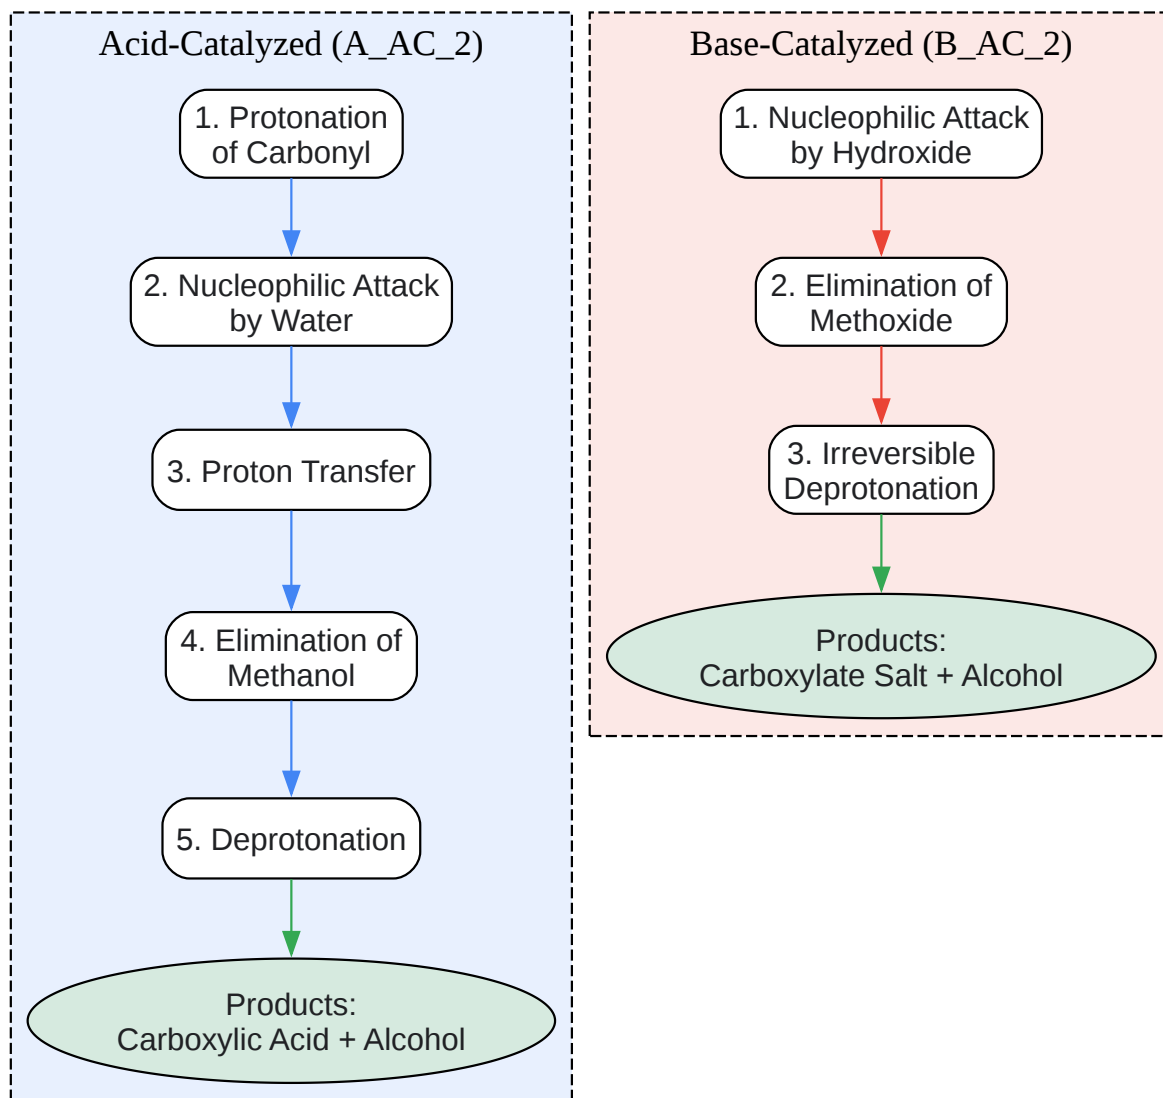 Acid-Catalyzed (A_AC_2)
1. Protonation
of Carbonyl
2. Nucleophilic Attack
by Water
3. Proton Transfer
4. Elimination of
Methanol
5. Deprotonation
Products:
Carboxylic Acid + Alcohol
Base-Catalyzed (B_AC_2)
1. Nucleophilic Attack
by Hydroxide
2. Elimination of
Methoxide
3. Irreversible
Deprotonation
Products:
Carboxylate Salt + Alcohol